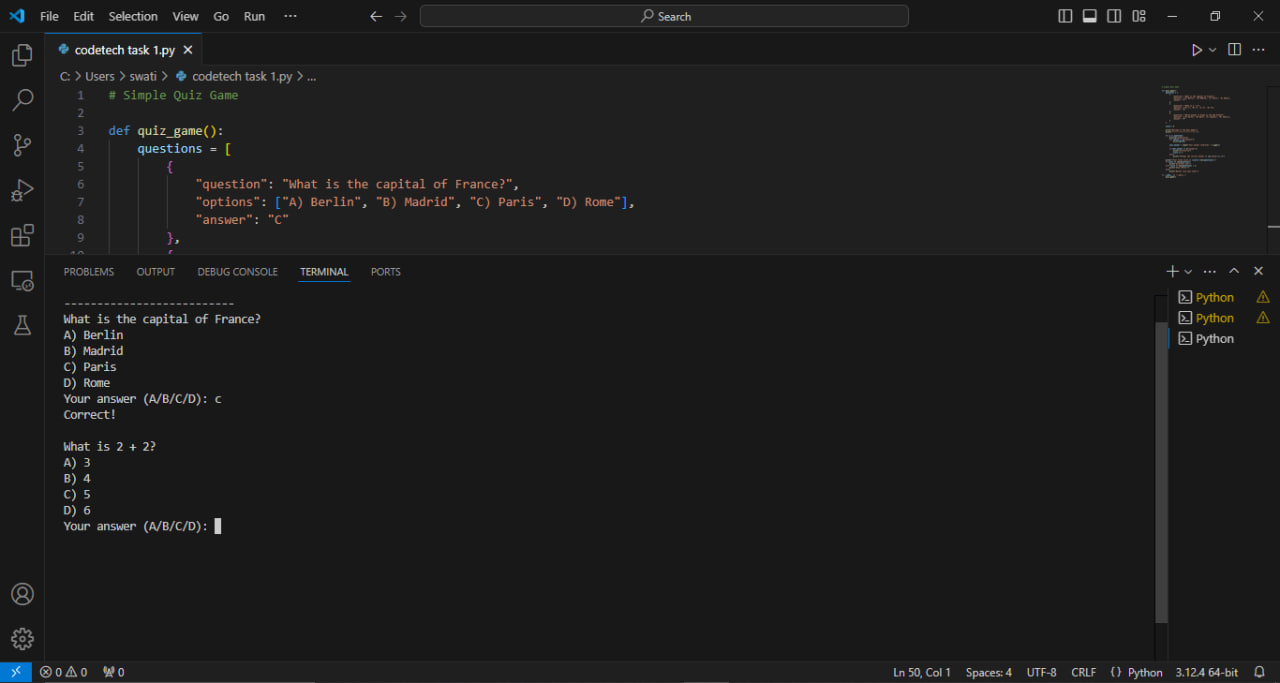 File Edit Selection View Go Run ··· Search
codetech task 1.py
C: > Users > swati > codetech task 1.py > ...
1 # Simple Quiz Game
2
3 def quiz_game():
4 questions = [
5 {
6 "question": "What is the capital of France?",
7 "options": ["A) Berlin", "B) Madrid", "C) Paris", "D) Rome"],
8 "answer": "C"
9 },
10 {
PROBLEMS OUTPUT DEBUG CONSOLE TERMINAL PORTS
--------------------------
What is the capital of France?
A) Berlin
B) Madrid
C) Paris
D) Rome
Your answer (A/B/C/D): c
Correct!
What is 2 + 2?
A) 3
B) 4
C) 5
D) 6
Your answer (A/B/C/D):
Python
Python
Python
0 0 0 Ln 50, Col 1 Spaces: 4 UTF-8 CRLF {} Python 3.12.4 64-bit